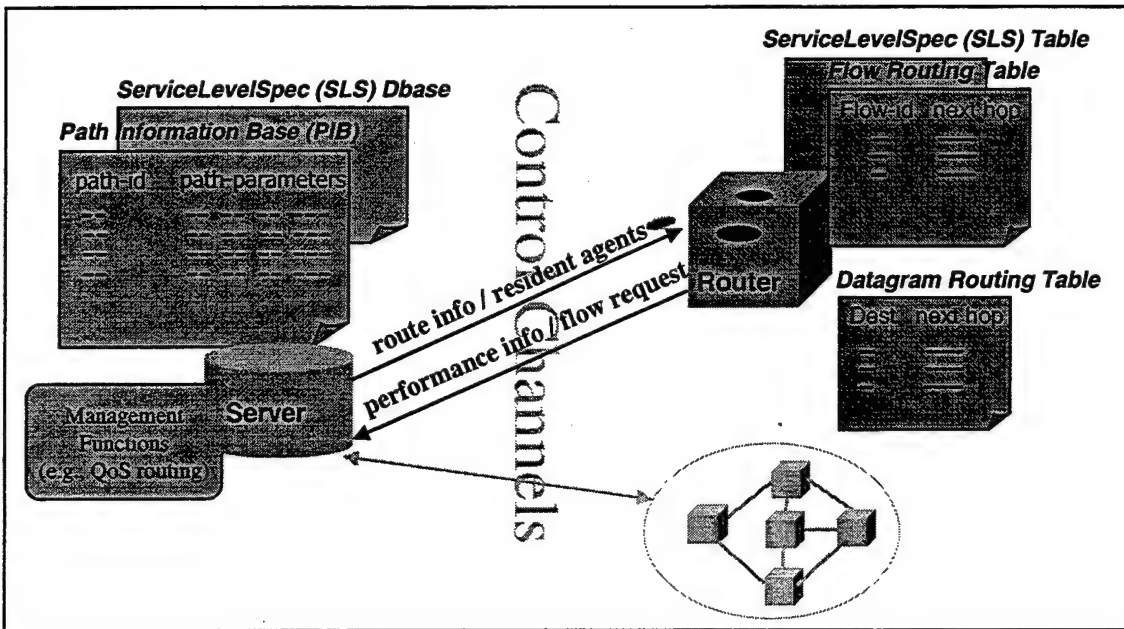 ServiceLevelSpec (SLS) Dbase
Path Information Base (PIB)
path-id path-parameters
Server
Management
Functions
(e.g., QoS routing)
Control Channels
route info / resident agents
performance info / flow request
ServiceLevelSpec (SLS) Table
Flow Routing Table
Flow-id next hop
Router
Datagram Routing Table
Dest. next hop